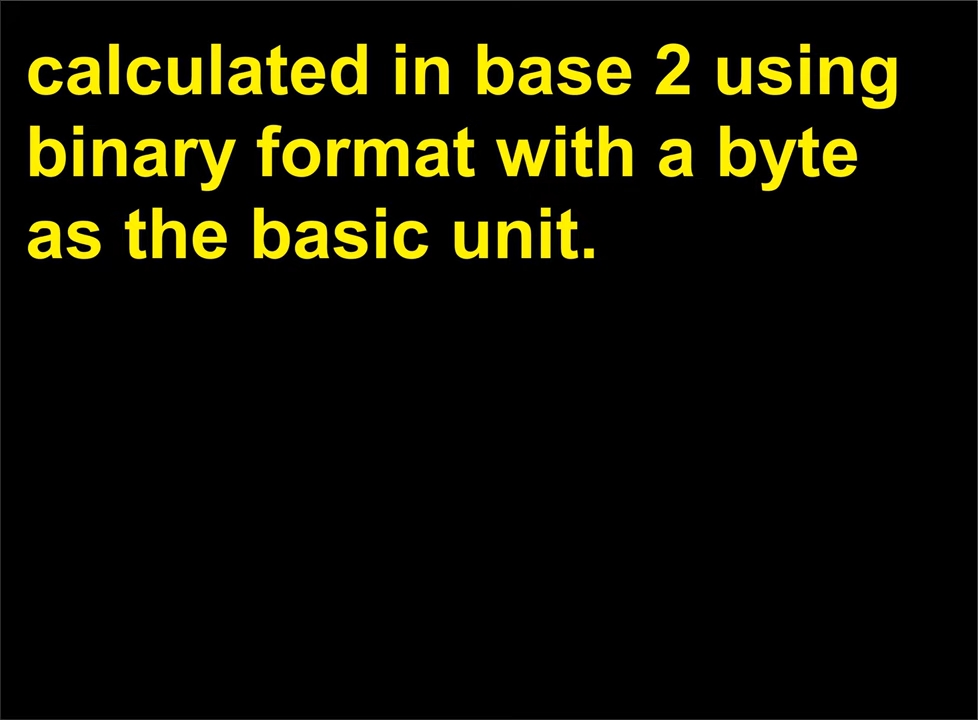 calculated in base 2 using
binary format with a byte
as the basic unit.